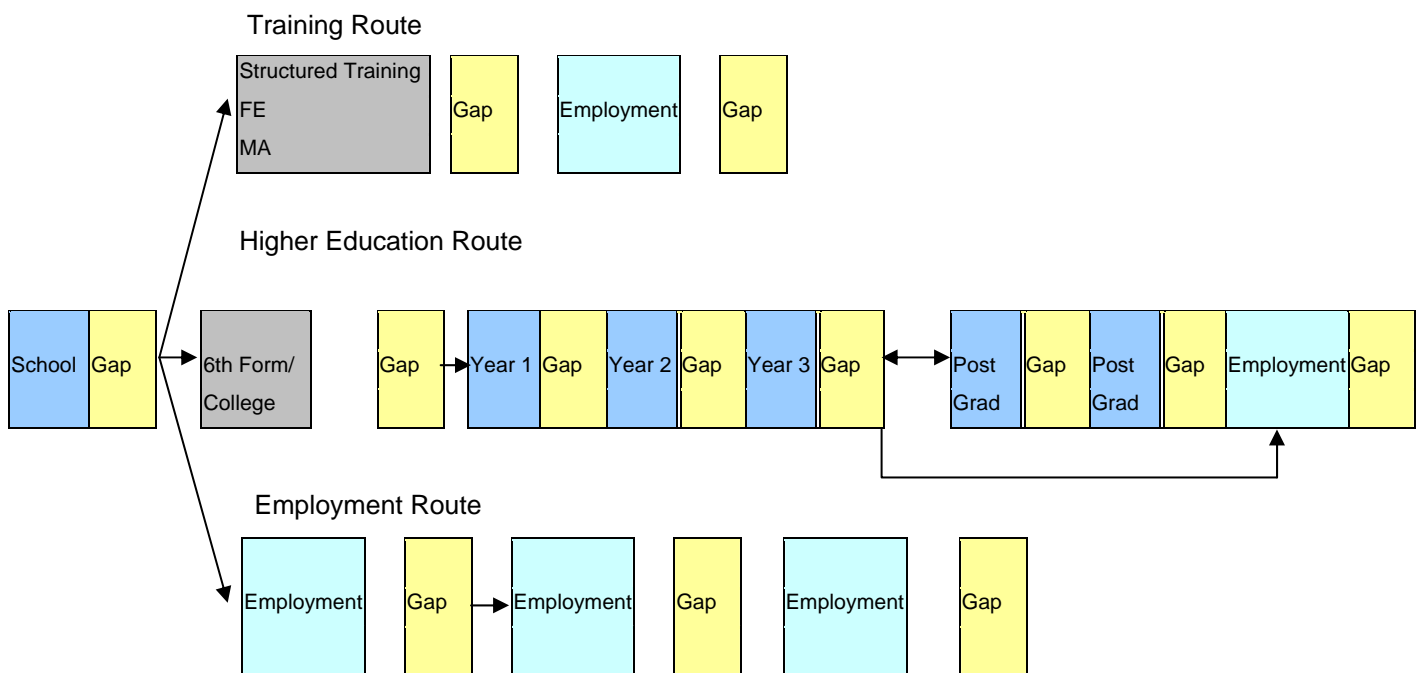 Training Route
Structured Training
FE
MA
Gap
Employment
Gap
Higher Education Route
School
Gap
6th Form/
College
Gap
Year 1
Gap
Year 2
Gap
Year 3
Gap
Post
Grad
Gap
Post
Grad
Gap
Employment
Gap
Employment Route
Employment
Gap
Employment
Gap
Employment
Gap